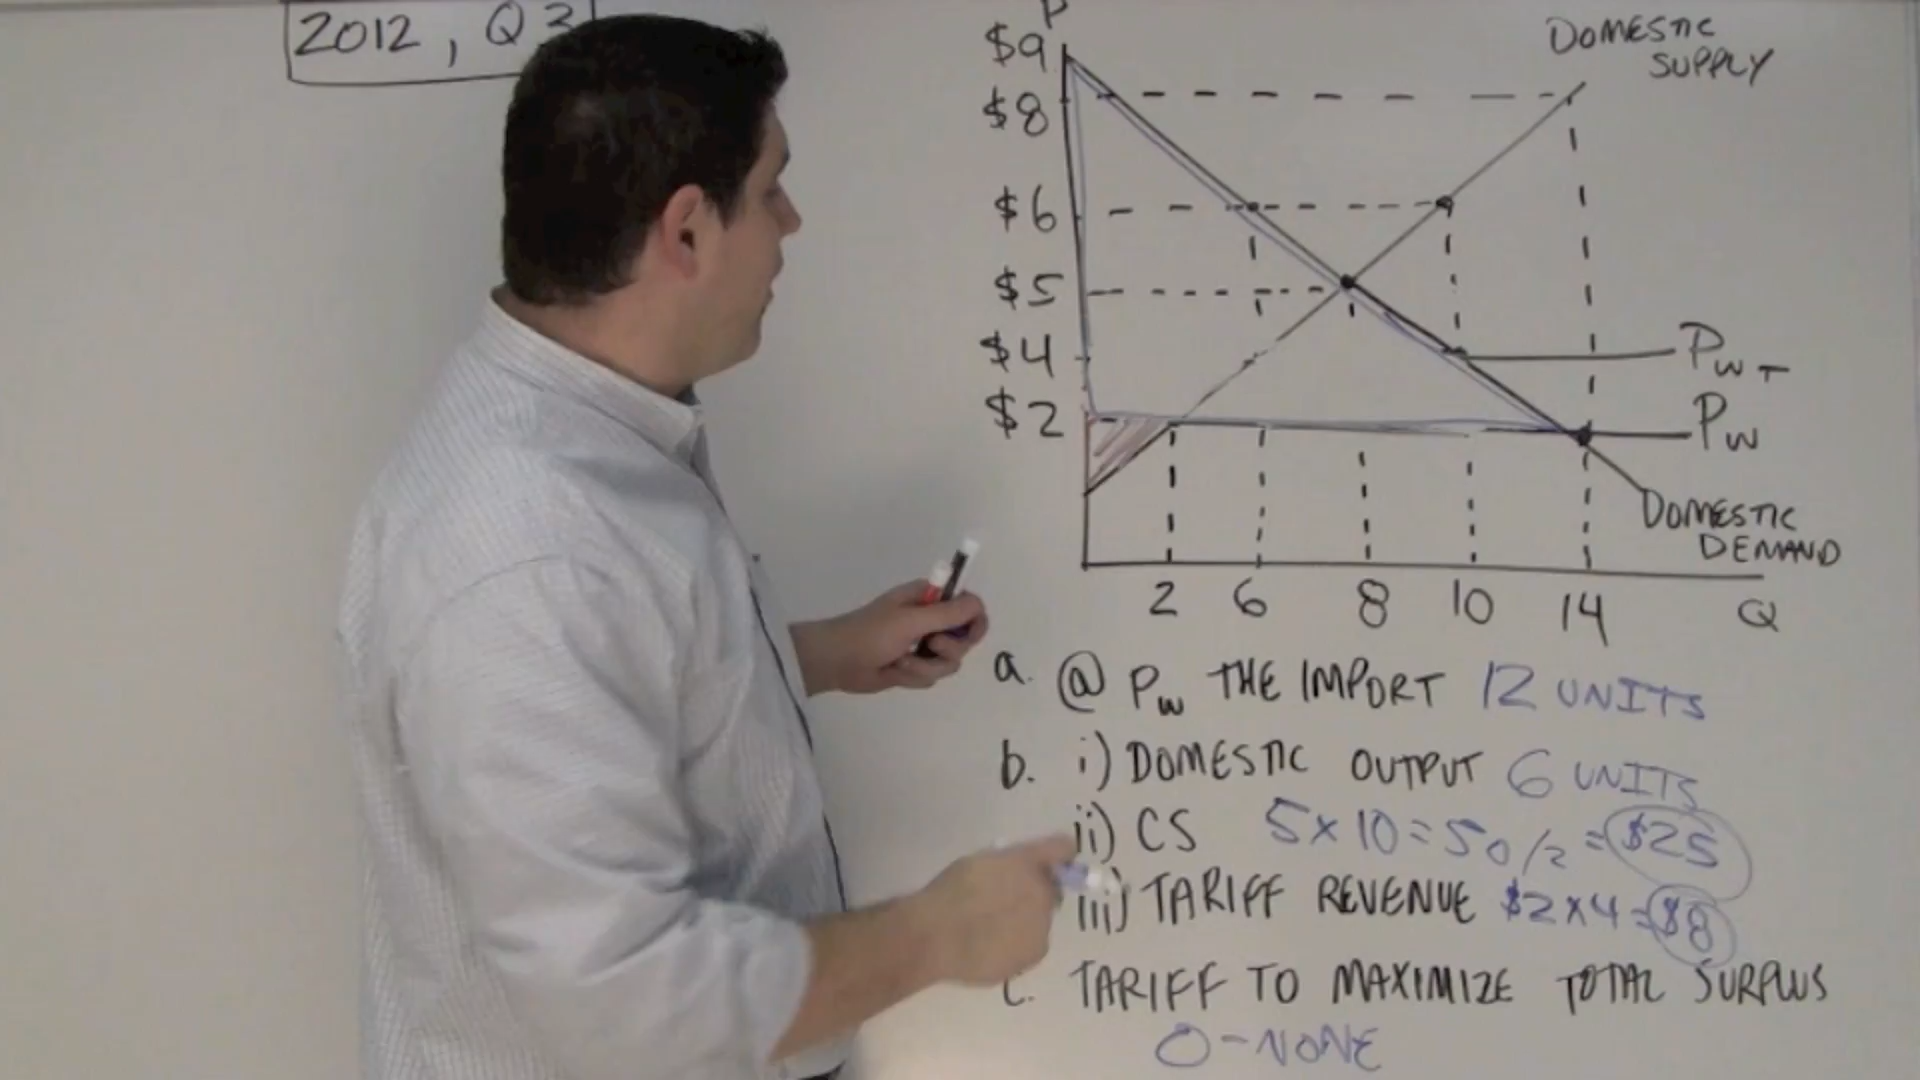 2012, Q3
P
DOMESTIC
SUPPLY
$9
$8
$6
$5
$4
$2
PWT
PW
DOMESTIC
DEMAND
2 6 8 10 14 Q
a. @ Pw THE IMPORT 12 UNITS
b. i) DOMESTIC OUTPUT 6 UNITS
ii) CS 5x10=50/2=$25
iii) TARIFF REVENUE $2x4=$8
c. TARIFF TO MAXIMIZE TOTAL SURPLUS
0-NONE